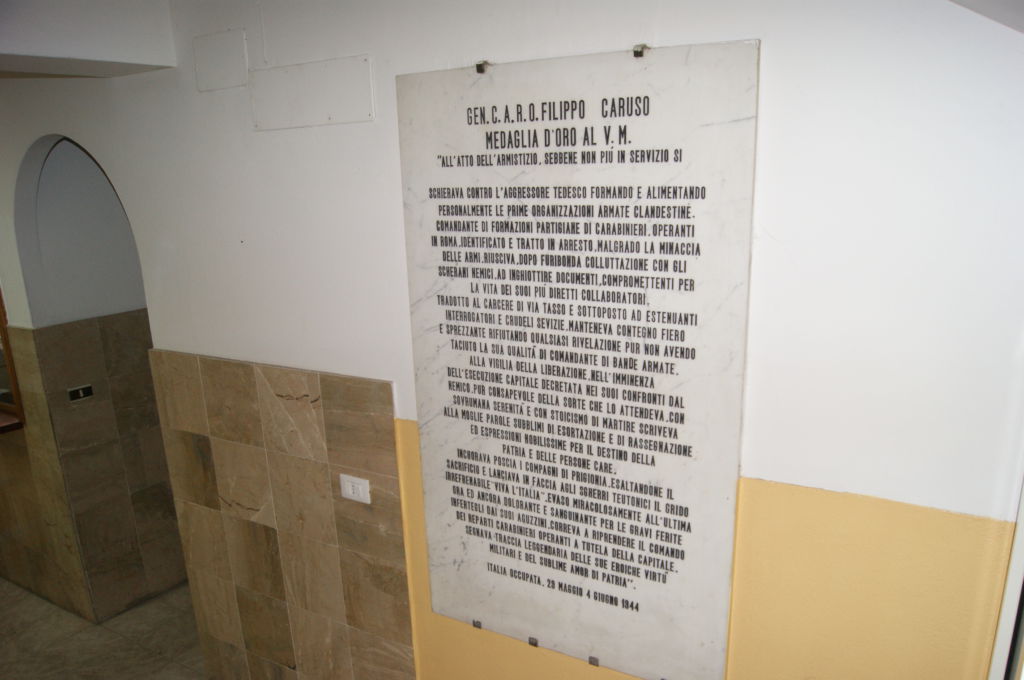 GEN. C. A. R. O. FILIPPO CARUSO
MEDAGLIA D'ORO AL V. M.
"ALL'ATTO DELL'ARMISTIZIO, SEBBENE NON PIÚ IN SERVIZIO SI
SCHIERAVA CONTRO L'AGGRESSORE TEDESCO FORMANDO E ALIMENTANDO
PERSONALMENTE LE PRIME ORGANIZZAZIONI ARMATE CLANDESTINE.
COMANDANTE DI FORMAZIONI PARTIGIANE DI CARABINIERI, OPERANTI
IN ROMA, IDENTIFICATO E TRATTO IN ARRESTO, MALGRADO LA MINACCIA
DELLE ARMI, RIUSCIVA, DOPO FURIBONDA COLLUTTAZIONE CON GLI
SCHERANI NEMICI, AD INGHIOTTIRE DOCUMENTI, COMPROMETTENTI PER
LA VITA DEI SUOI PIÚ DIRETTI COLLABORATORI.
TRADOTTO AL CARCERE DI VIA TASSO E SOTTOPOSTO AD ESTENUANTI
INTERROGATORI E CRUDELI SEVIZIE, MANTENEVA CONTEGNO FIERO
E SPREZZANTE RIFIUTANDO QUALSIASI RIVELAZIONE PUR NON AVENDO
TACIUTO LA SUA QUALITÁ DI COMANDANTE DI BANDE ARMATE.
ALLA VIGILIA DELLA LIBERAZIONE, NELL'IMMINENZA
DELL'ESECUZIONE CAPITALE DECRETATA NEI SUOI CONFRONTI DAL
NEMICO, PUR CONSAPEVOLE DELLA SORTE CHE LO ATTENDEVA, CON
SOVRUMANA SERENITÁ E CON STOICISMO DI MARTIRE SCRIVEVA
ALLA MOGLIE PAROLE SUBBLIMI DI ESORTAZIONE E DI RASSEGNAZIONE
ED ESPRESSIONI NOBILISSIME PER IL DESTINO DELLA
PATRIA E DELLE PERSONE CARE.
INCUORAVA POSCIA I COMPAGNI DI PRIGIONIA, ESALTANDONE IL
SACRIFICIO E LANCIAVA IN FACCIA AGLI SGHERRI TEUTONICI IL GRIDO
IRREFRENABILE "VIVA L'ITALIA". EVASO MIRACOLOSAMENTE ALL'ULTIMA
ORA ED ANCORA DOLORANTE E SANGUINANTE PER LE GRAVI FERITE
INFERTEGLI DAI SUOI AGUZZINI, CORREVA A RIPRENDERE IL COMANDO
DEI REPARTI CARABINIERI OPERANTI A TUTELA DELLA CAPITALE.
SEGNAVA TRACCIA LEGGENDARIA DELLE SUE EROICHE VIRTÚ
MILITARI E DEL SUBLIME AMOR DI PATRIA".
ITALIA OCCUPATA, 29 MAGGIO 4 GIUGNO 1944